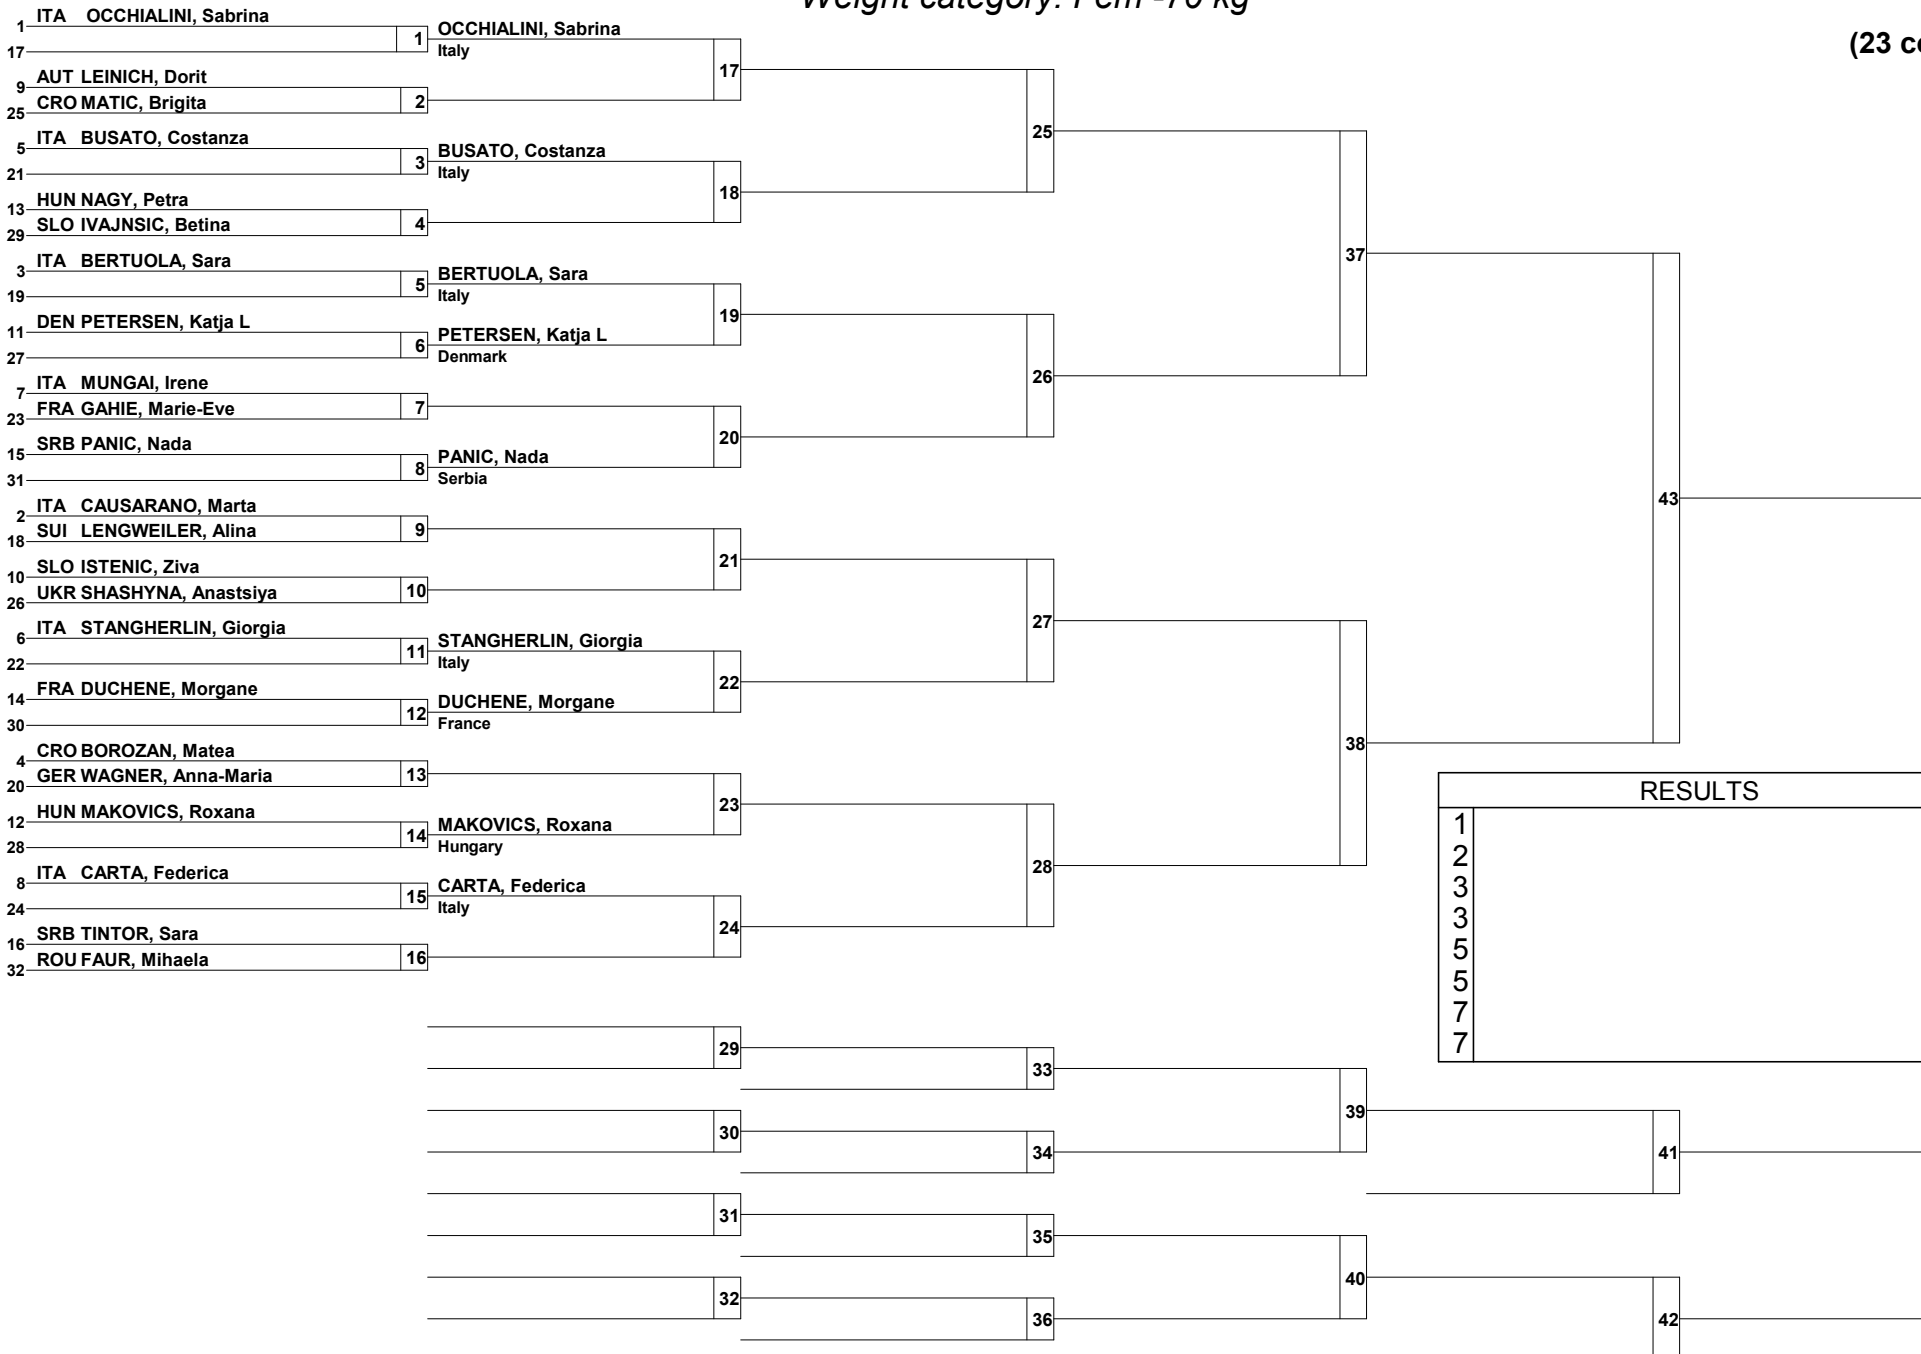 Weight category: Fem -70 kg
(23 co
1 ITA OCCHIALINI, Sabrina
17
1 OCCHIALINI, Sabrina
Italy
9 AUT LEINICH, Dorit
25 CRO MATIC, Brigita
2
17
5 ITA BUSATO, Costanza
21
3 BUSATO, Costanza
Italy
13 HUN NAGY, Petra
29 SLO IVAJNSIC, Betina
4
18
25
3 ITA BERTUOLA, Sara
19
5 BERTUOLA, Sara
Italy
11 DEN PETERSEN, Katja L
27
6 PETERSEN, Katja L
Denmark
19
7 ITA MUNGAI, Irene
23 FRA GAHIE, Marie-Eve
7
15 SRB PANIC, Nada
31
8 PANIC, Nada
Serbia
20
26
37
2 ITA CAUSARANO, Marta
18 SUI LENGWEILER, Alina
9
10 SLO ISTENIC, Ziva
26 UKR SHASHYNA, Anastsiya
10
21
6 ITA STANGHERLIN, Giorgia
22
11 STANGHERLIN, Giorgia
Italy
14 FRA DUCHENE, Morgane
30
12 DUCHENE, Morgane
France
22
27
4 CRO BOROZAN, Matea
20 GER WAGNER, Anna-Maria
13
12 HUN MAKOVICS, Roxana
28
14 MAKOVICS, Roxana
Hungary
23
8 ITA CARTA, Federica
24
15 CARTA, Federica
Italy
16 SRB TINTOR, Sara
32 ROU FAUR, Mihaela
16
24
28
38
43
RESULTS
1
2
3
3
5
5
7
7
29
33
30
34
39
41
31
35
32
36
40
42